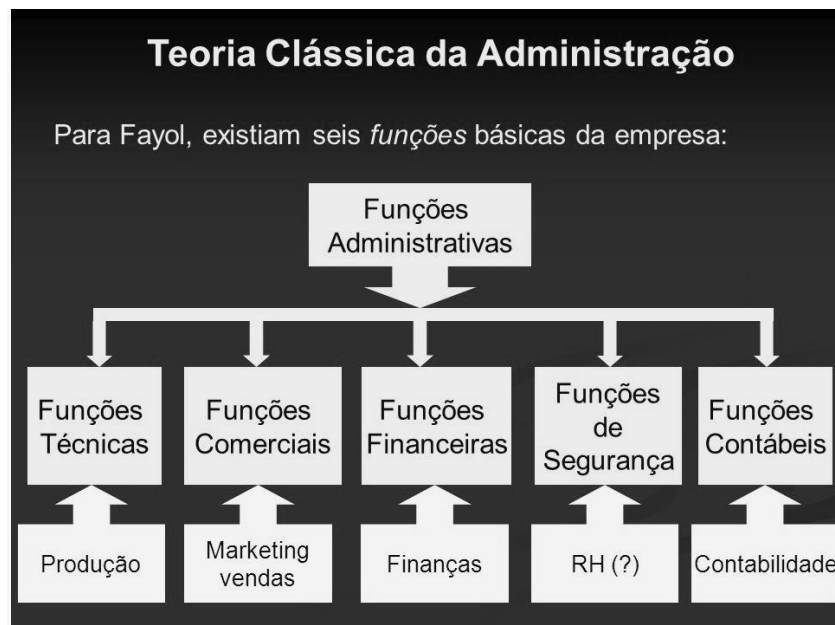 Teoria Clássica da Administração
Para Fayol, existiam seis funções básicas da empresa:
Funções
Administrativas
Funções
Técnicas
Funções
Comerciais
Funções
Financeiras
Funções
de
Segurança
Funções
Contábeis
Produção
Marketing
vendas
Finanças
RH (?)
Contabilidade